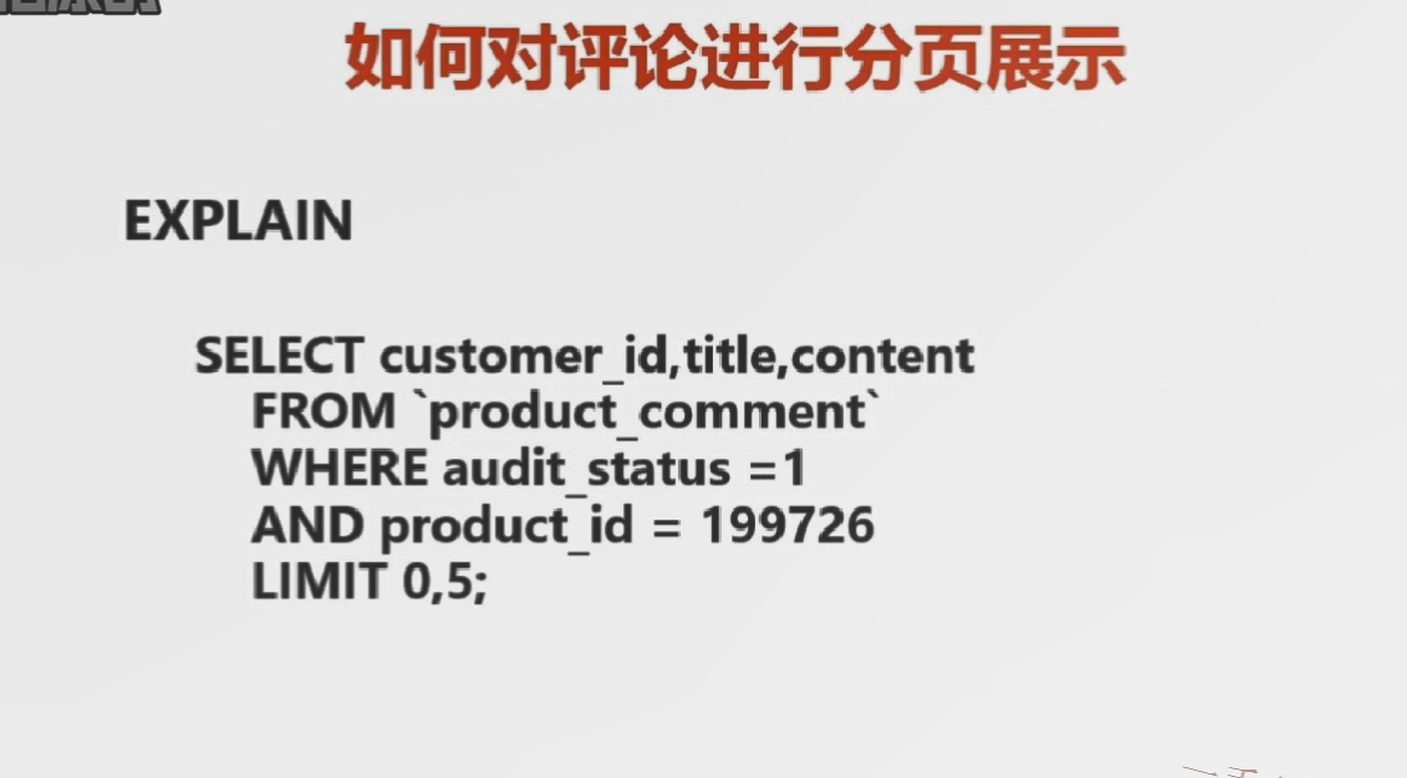 如何对评论进行分页展示
EXPLAIN
SELECT customer_id,title,content
FROM `product_comment`
WHERE audit_status =1
AND product_id = 199726
LIMIT 0,5;